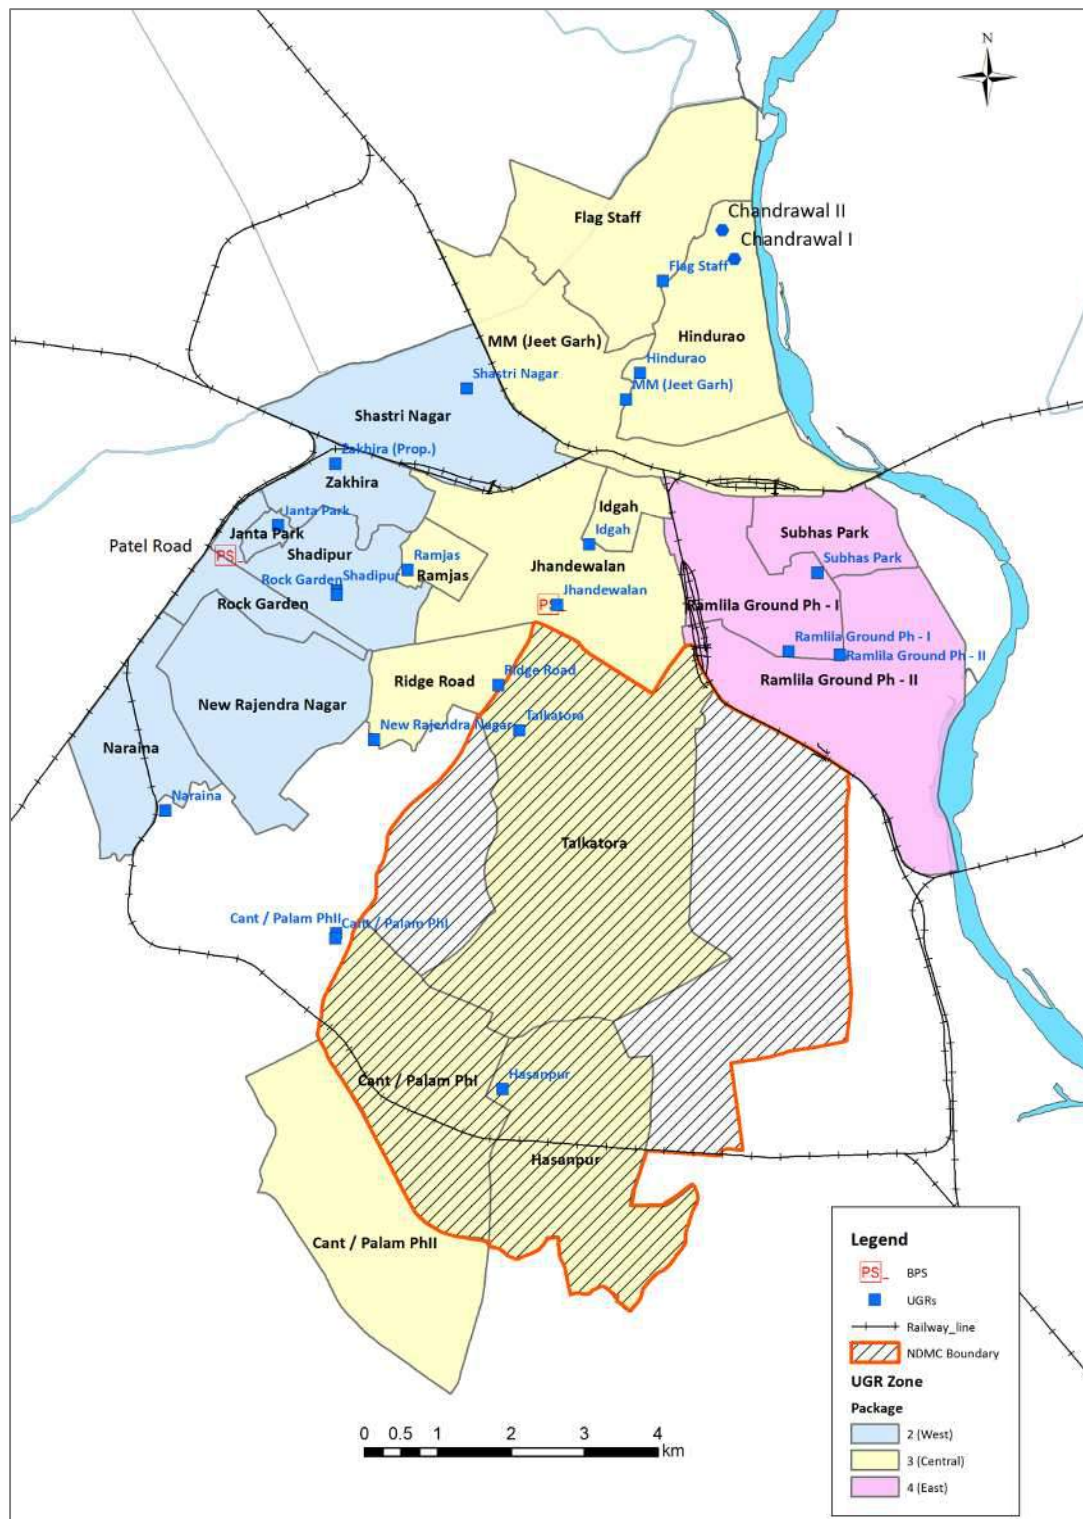 N
Chandrawal II
Flag Staff
Chandrawal I
Flag Staff
MM (Jeet Garh)
Hindurao
Hindurao
Shastri Nagar
MM (Jeet Garh)
Shastri Nagar
Zakhira (Prop.)
Zakhira
Idgah
Janta Park
Janta Park
Idgah
Subhas Park
Patel Road
PS_
Shadipur
Ramjas
Ramjas
Jhandewalan
Subhas Park
Rock Garden
Shadipur
Rock Garden
PS_
Jhandewalan
Ramlila Ground Ph - I
Ramlila Ground Ph - I
Ramlila Ground Ph - II
Ridge Road
Ridge Road
Ramlila Ground Ph - II
New Rajendra Nagar
Talkatora
New Rajendra Nagar
Naraina
Naraina
Talkatora
Cant / Palam PhII
Cant / Palam PhI
Cant / Palam PhI
Hasanpur
Hasanpur
Cant / Palam PhII
Legend
PS_ BPS
UGRs
Railway_line
NDMC Boundary
UGR Zone
Package
2 (West)
3 (Central)
4 (East)
0 0.5 1 2 3 4
km